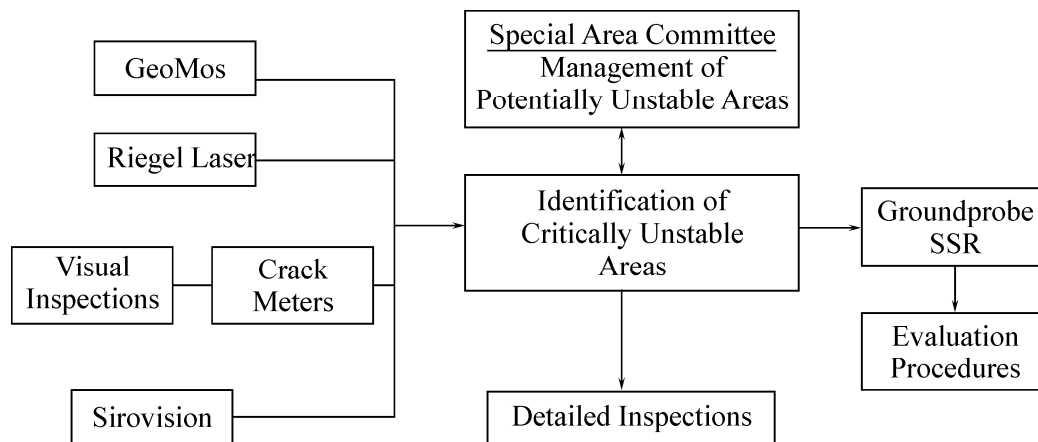 GeoMos
Riegel Laser
Visual
Inspections
Crack
Meters
Sirovision
Special Area Committee
Management of
Potentially Unstable Areas
Identification of
Critically Unstable
Areas
Detailed Inspections
Groundprobe
SSR
Evaluation
Procedures